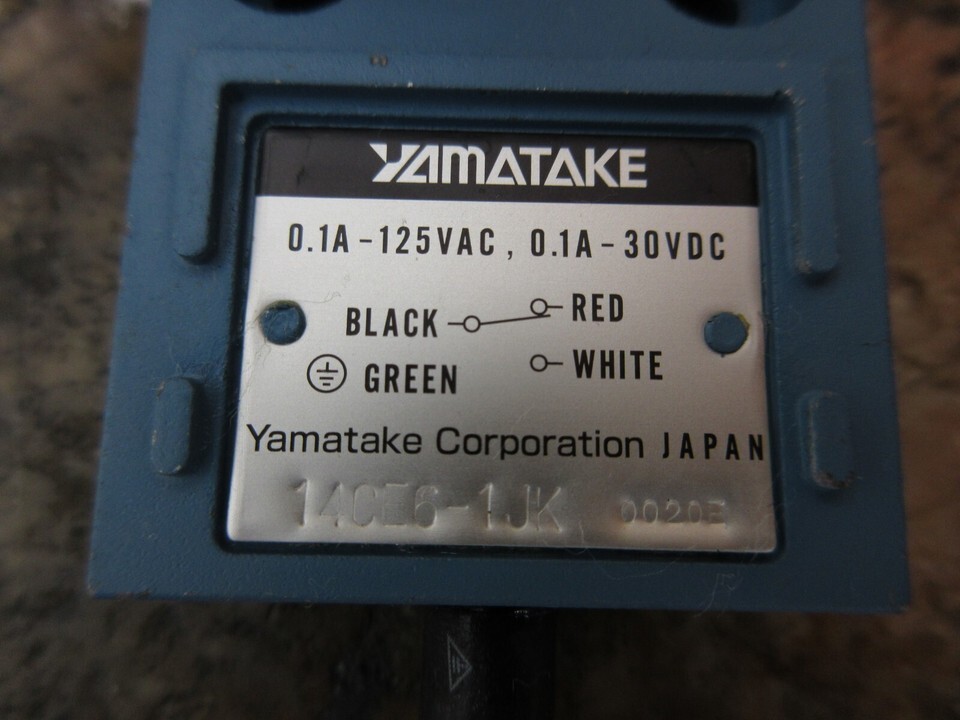 YAMATAKE
0.1A-125VAC, 0.1A-30VDC
BLACK RED
GREEN WHITE
Yamatake Corporation JAPAN
14CE6-1JK 0020E